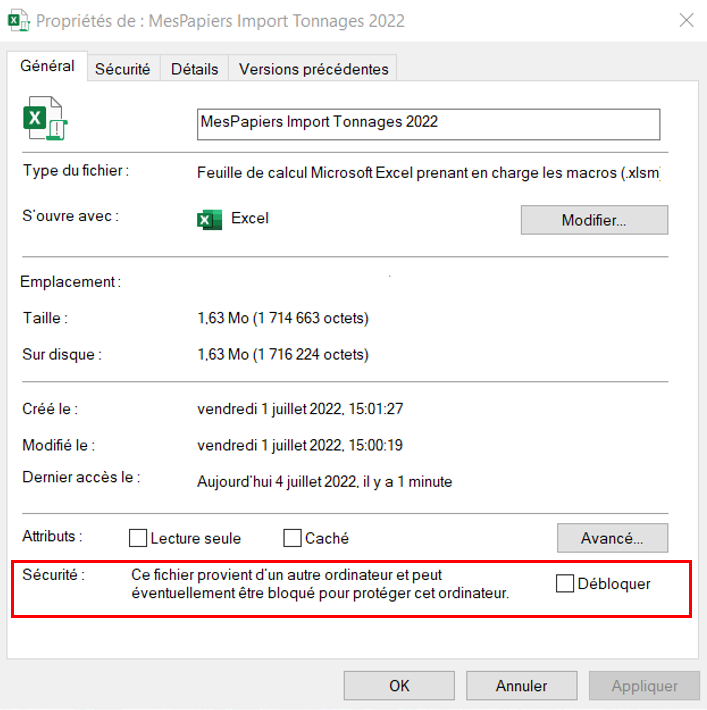 Propriétés de : MesPapiers Import Tonnages 2022
Général Sécurité Détails Versions précédentes
MesPapiers Import Tonnages 2022
Type du fichier : Feuille de calcul Microsoft Excel prenant en charge les macros (.xlsm
S'ouvre avec : Excel Modifier...
Emplacement :
Taille : 1,63 Mo (1 714 663 octets)
Sur disque : 1,63 Mo (1 716 224 octets)
Créé le : vendredi 1 juillet 2022, 15:01:27
Modifié le : vendredi 1 juillet 2022, 15:00:19
Dernier accès le : Aujourd'hui 4 juillet 2022, il y a 1 minute
Attributs : Lecture seule Caché Avancé...
Sécurité : Ce fichier provient d'un autre ordinateur et peut
éventuellement être bloqué pour protéger cet ordinateur. Débloquer
OK Annuler Appliquer